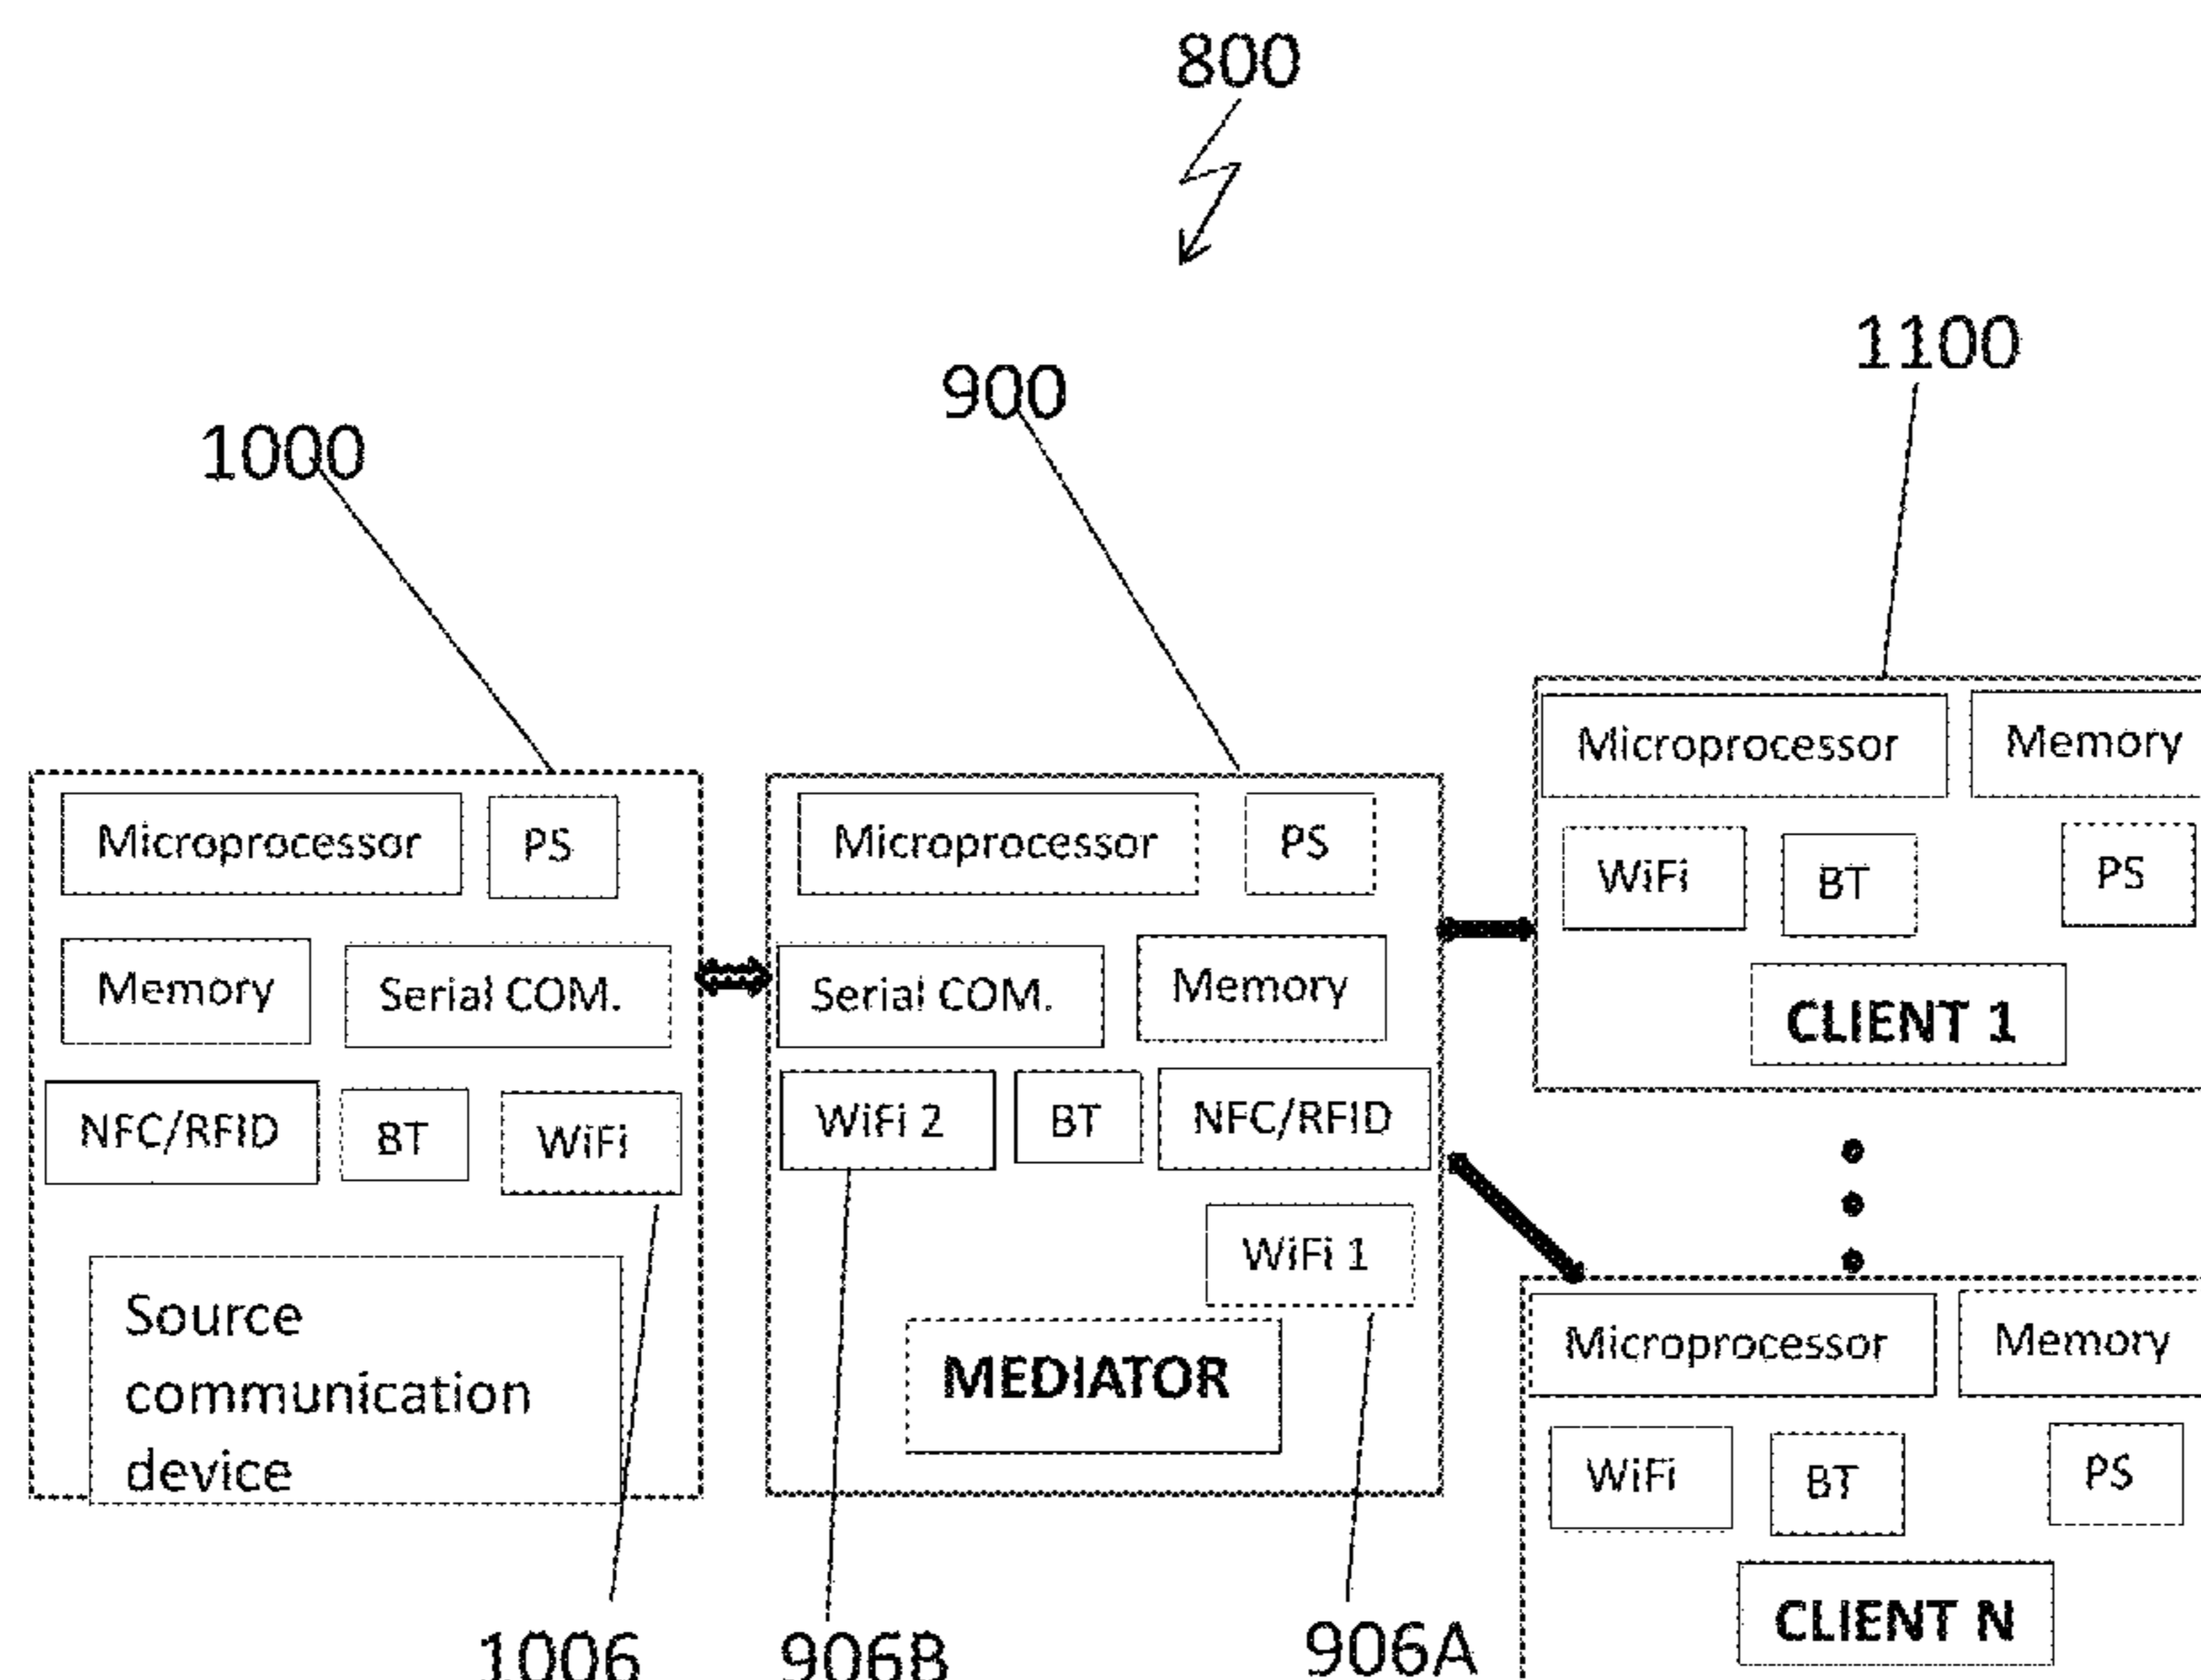 800
1100
900
1000
Microprocessor
PS
Memory
Serial COM.
NFC/RFID
BT
WiFi
Source
communication
device
Microprocessor
PS
Serial COM.
Memory
WiFi 2
BT
NFC/RFID
WiFi 1
MEDIATOR
Microprocessor
Memory
WiFi
BT
PS
CLIENT 1
Microprocessor
Memory
WiFi
BT
PS
CLIENT N
1006
906B
906A